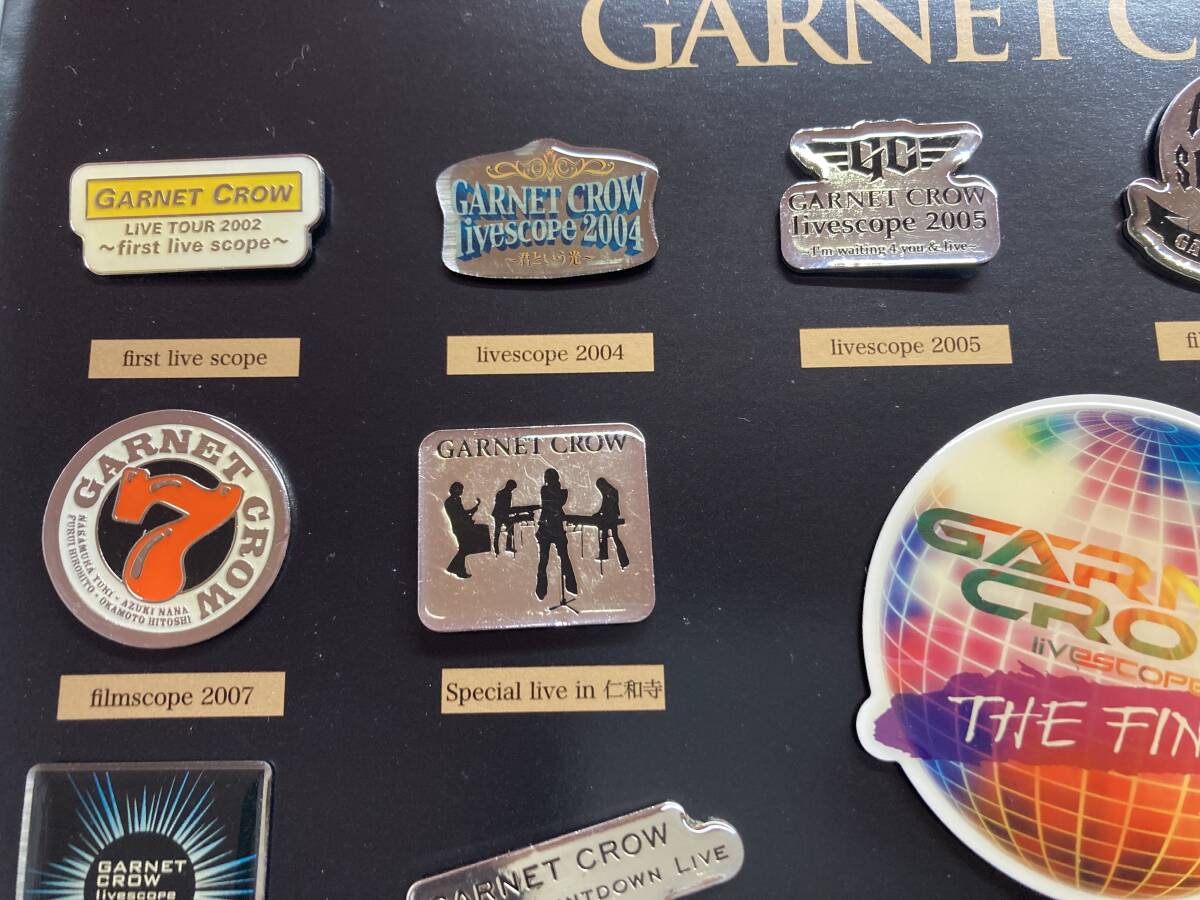 GARNET C
GARNET CROW
LIVE TOUR 2002
～first live scope～
GARNET CROW
livescope 2004
～君という光～
GC
GARNET CROW
livescope 2005
～I'm waiting 4 you & live～
first live scope
livescope 2004
livescope 2005
GARNET CROW
7
NAKAMURA YUKI · AZUKI NANA
FURUI HIROHITO · OKAMOTO HITOSHI
GARNET CROW
filmscope 2007
Special live in 仁和寺
GARN
CRO
livescope
THE FIN
GARNET
CROW
livescope
GARNET CROW
NTDOWN LIVE